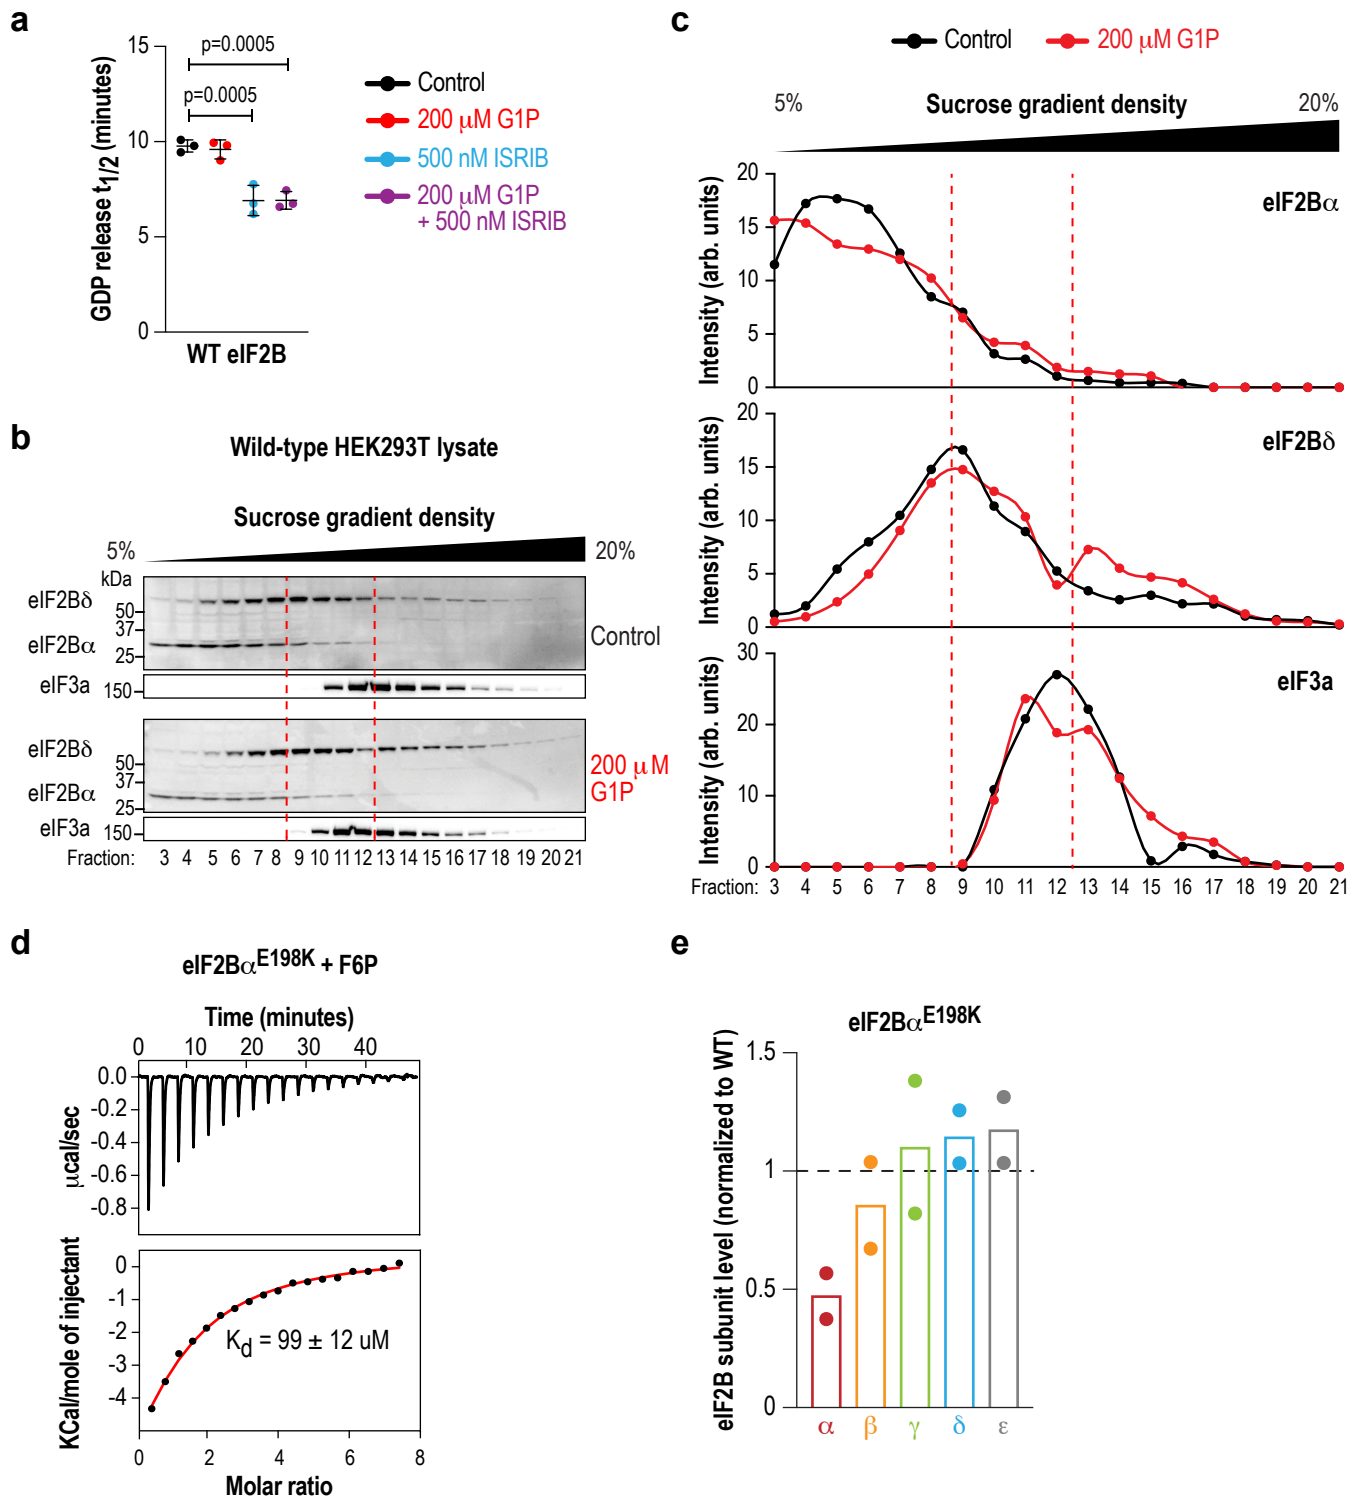 a
15
10
5
0
GDP release t1/2 (minutes)
p=0.0005
p=0.0005
WT eIF2B
Control
200 μM G1P
500 nM ISRIB
200 μM G1P
+ 500 nM ISRIB
b
Wild-type HEK293T lysate
Sucrose gradient density
5%
20%
kDa
eIF2Bδ
50
37
eIF2Bα
25
Control
eIF3a
150
eIF2Bδ
50
37
eIF2Bα
25
200 μM
G1P
eIF3a
150
Fraction: 3 4 5 6 7 8 9 10 11 12 13 14 15 16 17 18 19 20 21
c
Control
200 μM G1P
5%
Sucrose gradient density
20%
Intensity (arb. units)
20
15
10
5
0
eIF2Bα
Intensity (arb. units)
20
15
10
5
0
eIF2Bδ
Intensity (arb. units)
30
20
10
0
eIF3a
Fraction: 3 4 5 6 7 8 9 10 11 12 13 14 15 16 17 18 19 20 21
d
eIF2Bα^E198K + F6P
Time (minutes)
0 10 20 30 40
μcal/sec
0.0
-0.2
-0.4
-0.6
-0.8
KCal/mole of injectant
0
-1
-2
-3
-4
Kd = 99 ± 12 uM
0 2 4 6 8
Molar ratio
e
eIF2Bα^E198K
eIF2B subunit level (normalized to WT)
1.5
1
0.5
0
α β γ δ ε